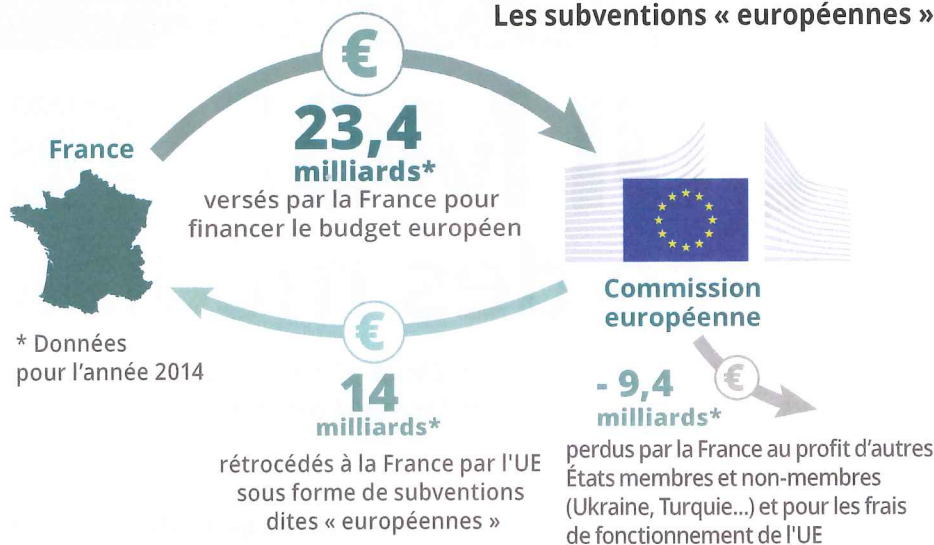 Les subventions « européennes »
€
23,4
milliards*
versés par la France pour
financer le budget européen
France
* Données
pour l'année 2014
Commission
européenne
€
14
milliards*
rétrocédés à la France par l'UE
sous forme de subventions
dites « européennes »
€
- 9,4
milliards*
perdus par la France au profit d'autres
États membres et non-membres
(Ukraine, Turquie...) et pour les frais
de fonctionnement de l'UE